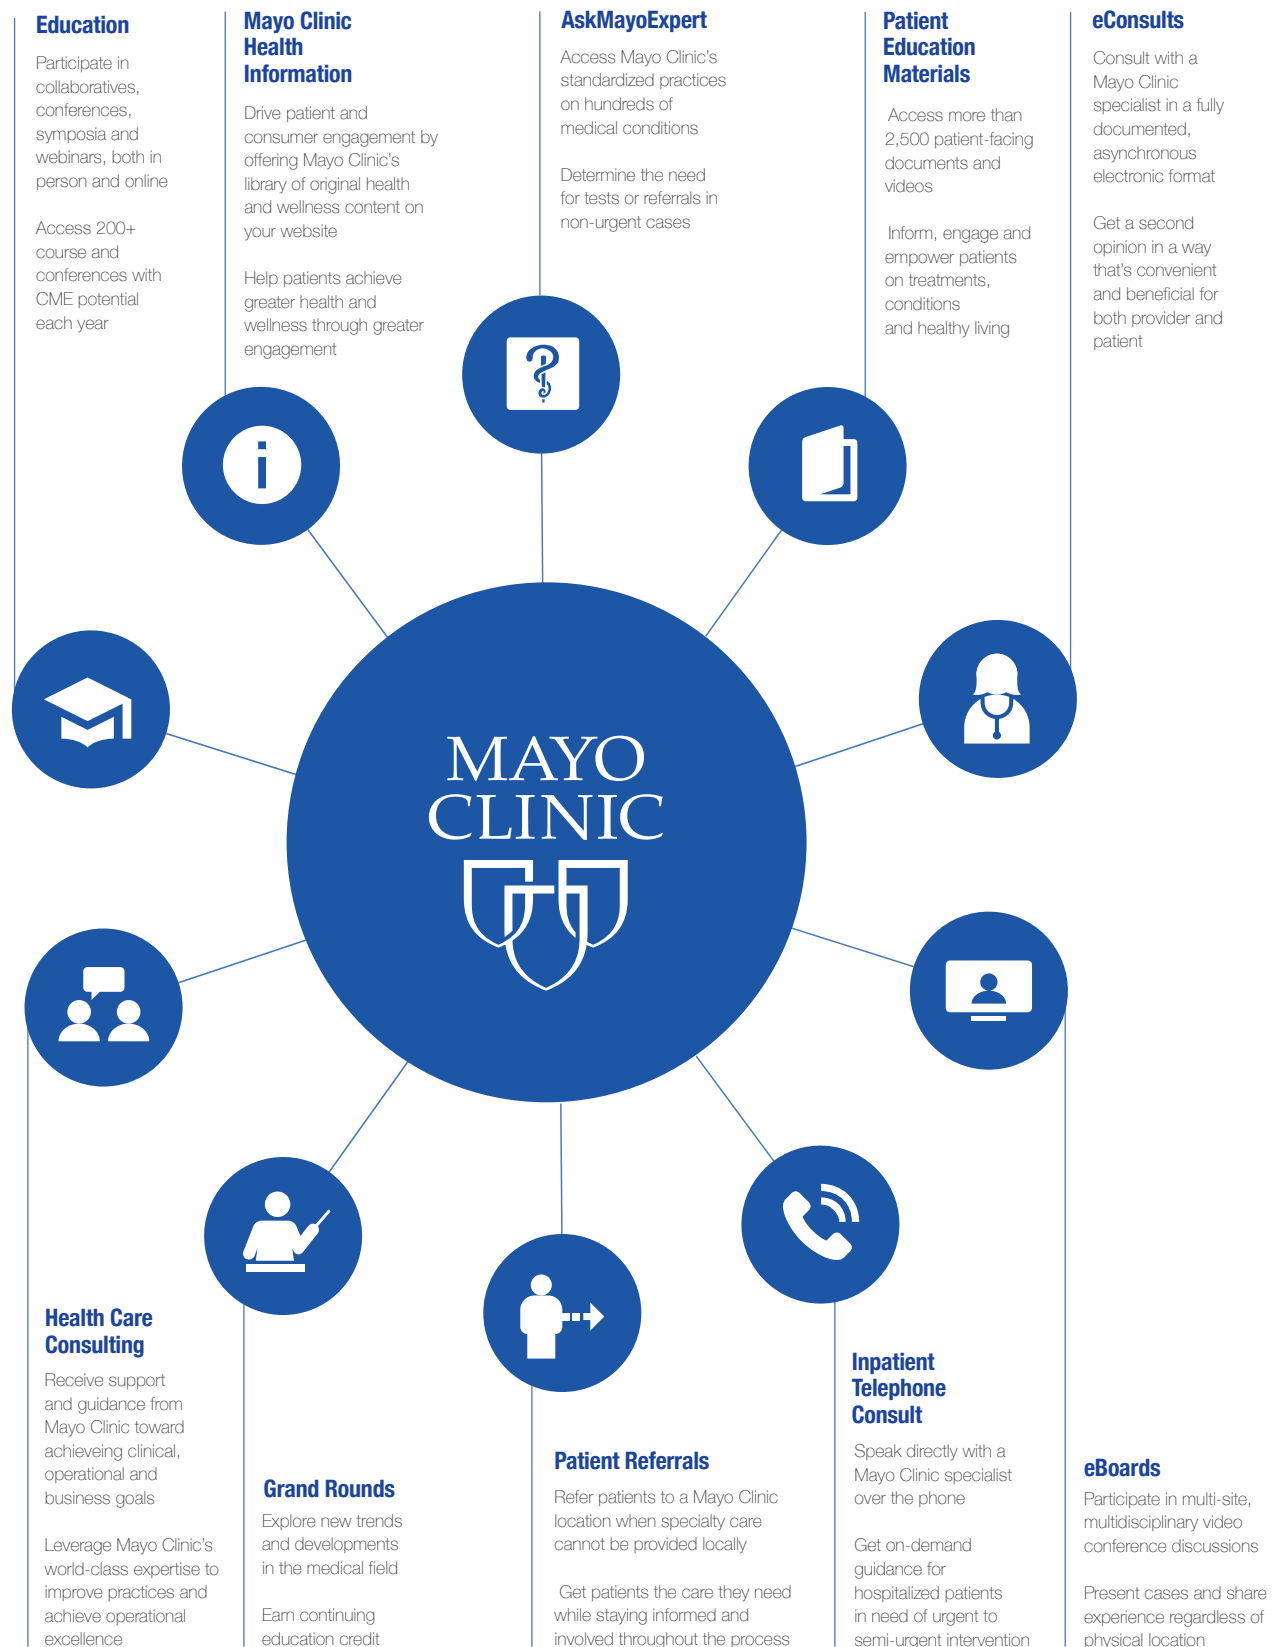 Education
Participate in
collaboratives,
conferences,
symposia and
webinars, both in
person and online
Access 200+
course and
conferences with
CME potential
each year
Mayo Clinic
Health
Information
Drive patient and
consumer engagement by
offering Mayo Clinic's
library of original health
and wellness content on
your website
Help patients achieve
greater health and
wellness through greater
engagement
AskMayoExpert
Access Mayo Clinic's
standardized practices
on hundreds of
medical conditions
Determine the need
for tests or referrals in
non-urgent cases
Patient
Education
Materials
Access more than
2,500 patient-facing
documents and
videos
Inform, engage and
empower patients
on treatments,
conditions
and healthy living
eConsults
Consult with a
Mayo Clinic
specialist in a fully
documented,
asynchronous
electronic format
Get a second
opinion in a way
that's convenient
and beneficial for
both provider and
patient
MAYO
CLINIC
Health Care
Consulting
Receive support
and guidance from
Mayo Clinic toward
achieveing clinical,
operational and
business goals
Leverage Mayo Clinic's
world-class expertise to
improve practices and
achieve operational
excellence
Grand Rounds
Explore new trends
and developments
in the medical field
Earn continuing
education credit
Patient Referrals
Refer patients to a Mayo Clinic
location when specialty care
cannot be provided locally
Get patients the care they need
while staying informed and
involved throughout the process
Inpatient
Telephone
Consult
Speak directly with a
Mayo Clinic specialist
over the phone
Get on-demand
guidance for
hospitalized patients
in need of urgent to
semi-urgent intervention
eBoards
Participate in multi-site,
multidisciplinary video
conference discussions
Present cases and share
experience regardless of
physical location